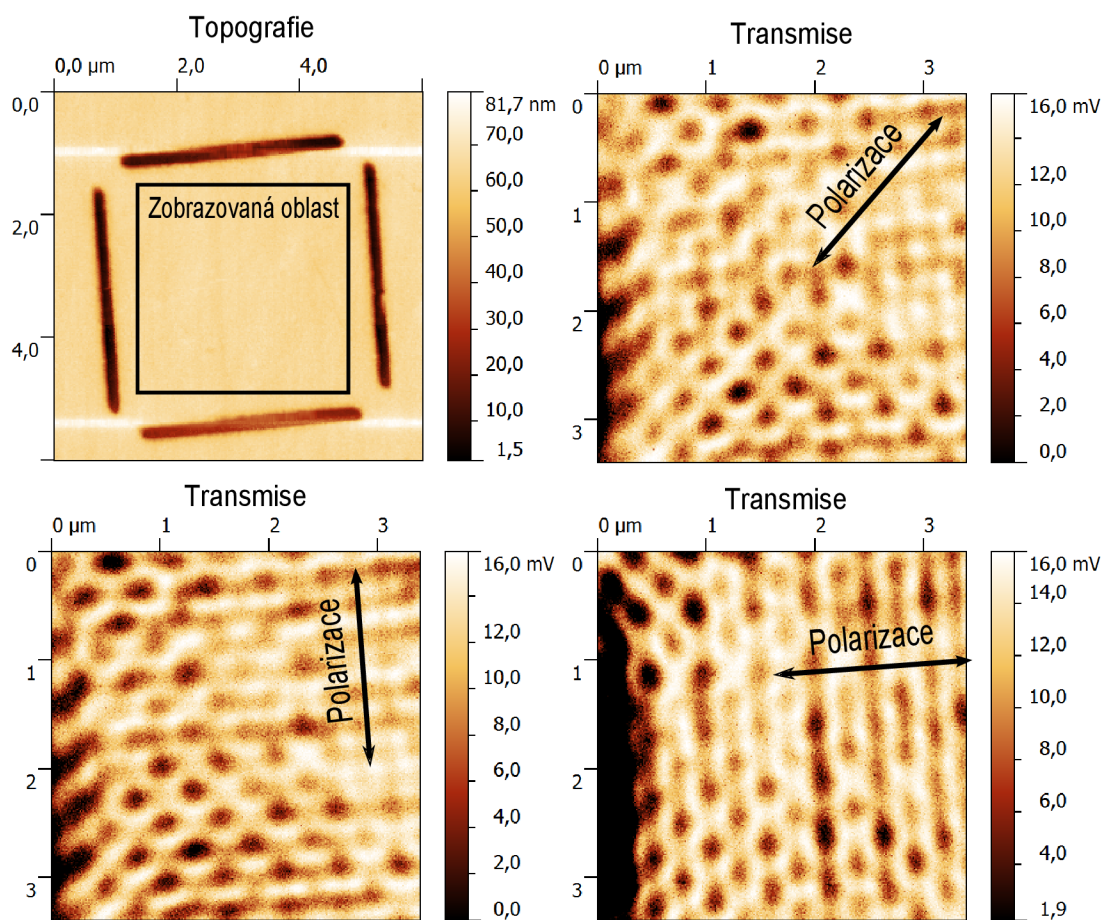 Topografie
0,0 µm 2,0 4,0
0,0
2,0
4,0
Zobrazovaná oblast
81,7 nm
70,0
60,0
50,0
40,0
30,0
20,0
10,0
1,5
Transmise
0 µm 1 2 3
0
1
2
3
Polarizace
16,0 mV
12,0
10,0
8,0
6,0
4,0
2,0
0,0
Transmise
0 µm 1 2 3
0
1
2
3
Polarizace
16,0 mV
12,0
10,0
8,0
6,0
4,0
2,0
0,0
Transmise
0 µm 1 2 3
0
1
2
3
Polarizace
16,0 mV
14,0
12,0
10,0
8,0
6,0
4,0
1,9